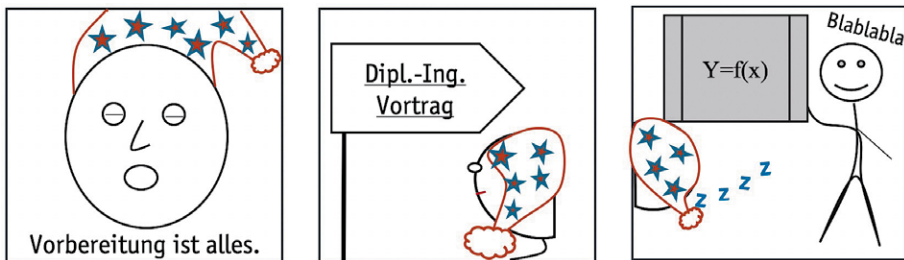 Vorbereitung ist alles.
Dipl.-Ing.
Vortrag
Blablabla
Y=f(x)
z z z z